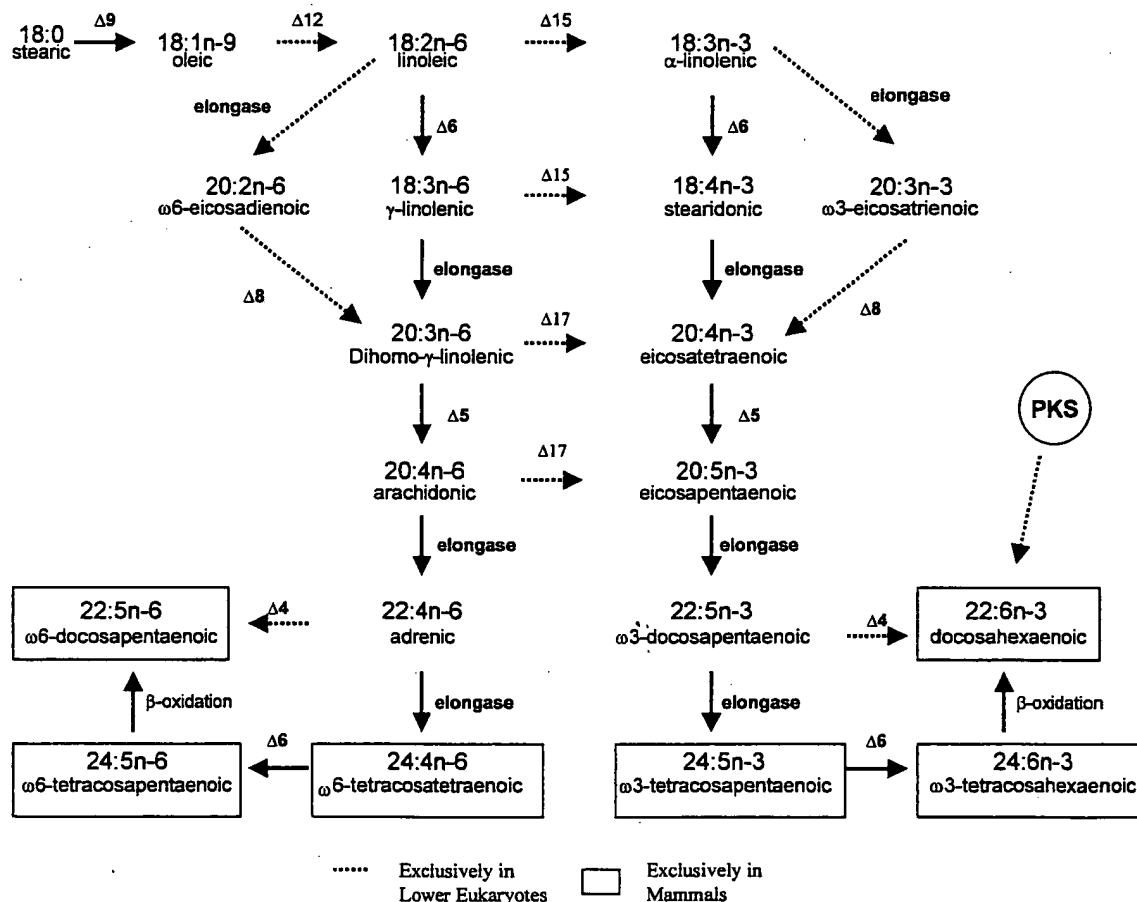 Δ9
Δ12
Δ15
18:0
stearic
18:1n-9
oleic
18:2n-6
linoleic
18:3n-3
α-linolenic
elongase
Δ6
Δ6
elongase
20:2n-6
ω6-eicosadienoic
18:3n-6
γ-linolenic
Δ15
18:4n-3
stearidonic
20:3n-3
ω3-eicosatrienoic
elongase
elongase
Δ8
Δ8
20:3n-6
Dihomo-γ-linolenic
Δ17
20:4n-3
eicosatetraenoic
Δ5
Δ5
PKS
20:4n-6
arachidonic
Δ17
20:5n-3
eicosapentaenoic
elongase
elongase
22:5n-6
ω6-docosapentaenoic
Δ4
22:4n-6
adrenic
22:5n-3
ω3-docosapentaenoic
Δ4
22:6n-3
docosahexaenoic
β-oxidation
elongase
elongase
β-oxidation
24:5n-6
ω6-tetracosapentaenoic
Δ6
24:4n-6
ω6-tetracosatetraenoic
24:5n-3
ω3-tetracosapentaenoic
Δ6
24:6n-3
ω3-tetracosahexaenoic
Exclusively in
Lower Eukaryotes
Exclusively in
Mammals